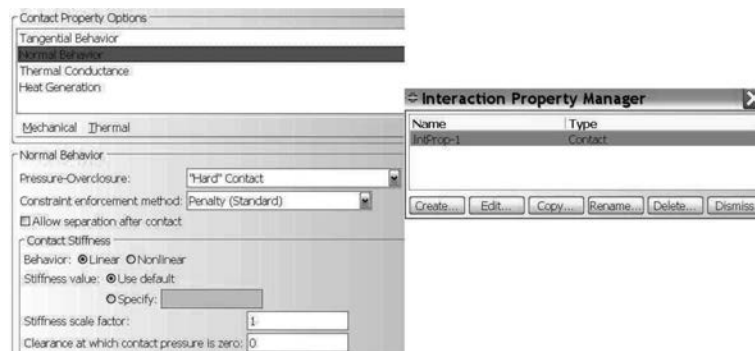 Contact Property Options
Tangential Behavior
Normal Behavior
Thermal Conductance
Heat Generation
Mechanical Thermal
Normal Behavior
Pressure-Overclosure: "Hard" Contact
Constraint enforcement method: Penalty (Standard)
Allow separation after contact
Contact Stiffness
Behavior: Linear Nonlinear
Stiffness value: Use default
Specify:
Stiffness scale factor: 1
Clearance at which contact pressure is zero: 0
Interaction Property Manager
Name Type
IntProp-1 Contact
Create... Edit... Copy... Rename... Delete... Dismiss